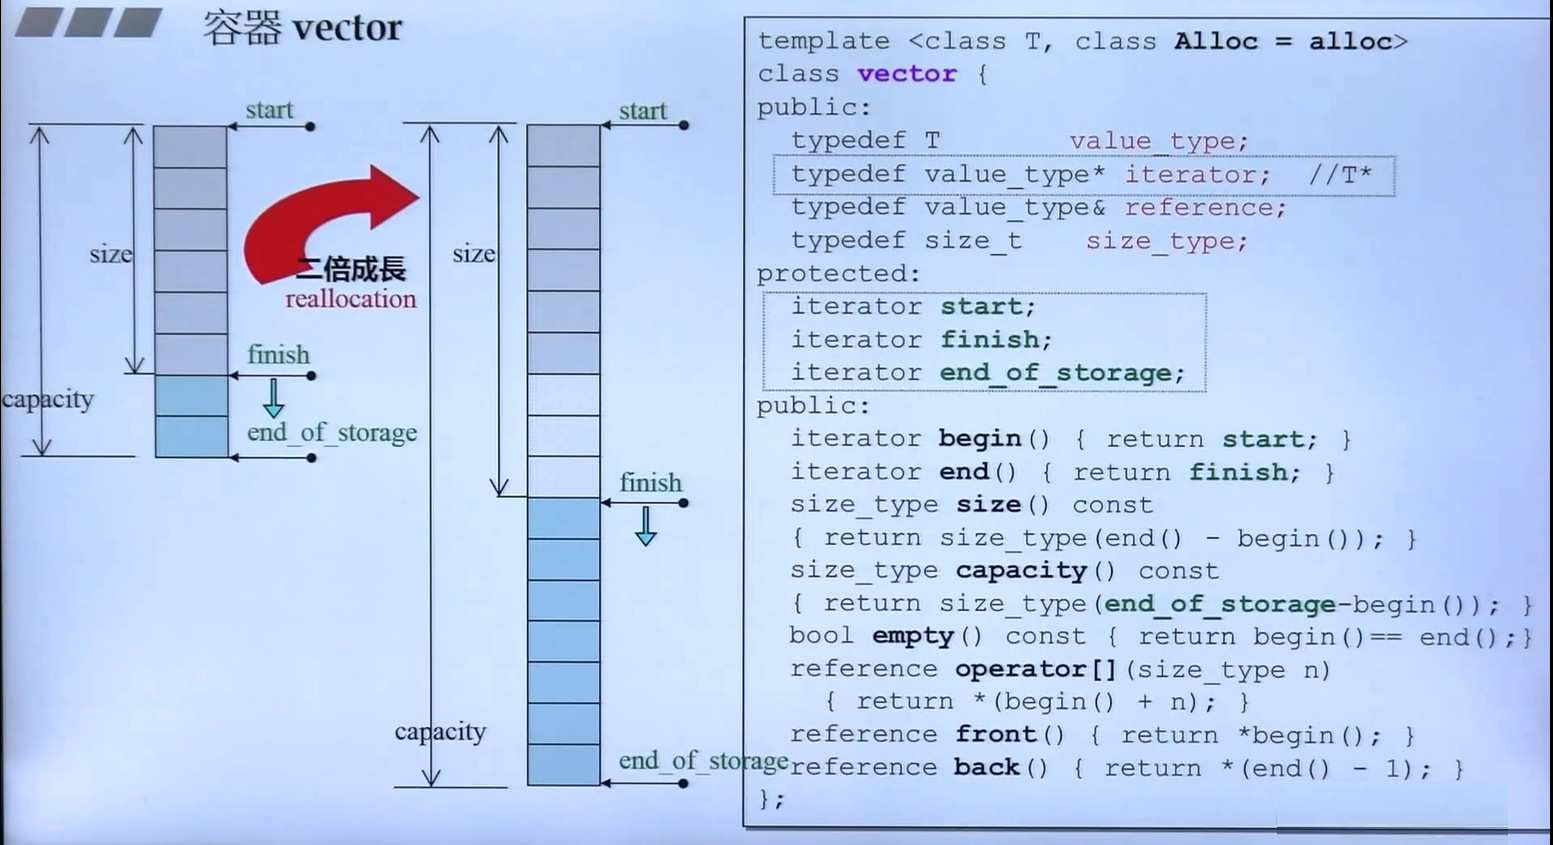 容器 vector
start
size
finish
capacity
end_of_storage
二倍成長
reallocation
start
size
finish
capacity
end_of_storage
template <class T, class Alloc = alloc>
class vector {
public:
typedef T value_type;
typedef value_type* iterator; //T*
typedef value_type& reference;
typedef size_t size_type;
protected:
iterator start;
iterator finish;
iterator end_of_storage;
public:
iterator begin() { return start; }
iterator end() { return finish; }
size_type size() const
{ return size_type(end() - begin()); }
size_type capacity() const
{ return size_type(end_of_storage-begin()); }
bool empty() const { return begin()== end();}
reference operator[](size_type n)
{ return *(begin() + n); }
reference front() { return *begin(); }
reference back() { return *(end() - 1); }
};